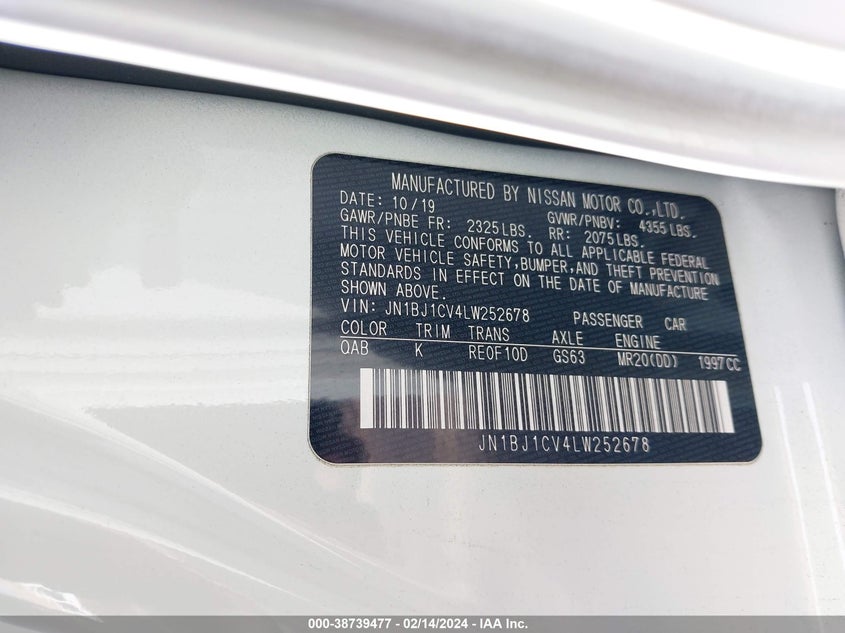 MANUFACTURED BY NISSAN MOTOR CO.,LTD.
DATE: 10/19 GVWR/PNBV: 4355LBS.
GAWR/PNBE FR: 2325LBS. RR: 2075LBS.
THIS VEHICLE CONFORMS TO ALL APPLICABLE FEDERAL
MOTOR VEHICLE SAFETY,BUMPER,AND THEFT PREVENTION
STANDARDS IN EFFECT ON THE DATE OF MANUFACTURE
SHOWN ABOVE.
VIN: JN1BJ1CV4LW252678 PASSENGER CAR
COLOR TRIM TRANS AXLE ENGINE
QAB K RE0F10D GS63 MR20(DD) 1997CC
JN1BJ1CV4LW252678
000-38739477 - 02/14/2024 - IAA Inc.